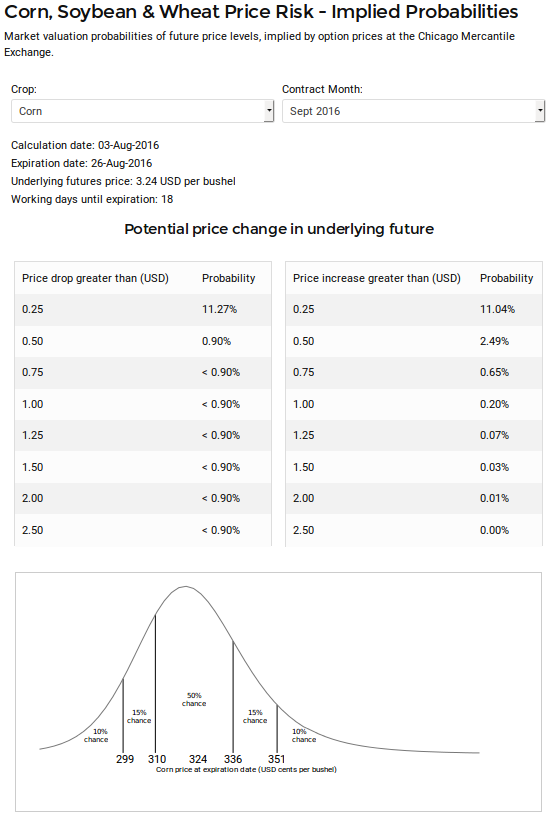 Corn, Soybean & Wheat Price Risk - Implied Probabilities
Market valuation probabilities of future price levels, implied by option prices at the Chicago Mercantile
Exchange.
Crop: Contract Month:
Corn Sept 2016
Calculation date: 03-Aug-2016
Expiration date: 26-Aug-2016
Underlying futures price: 3.24 USD per bushel
Working days until expiration: 18
Potential price change in underlying future
Price drop greater than (USD) Probability Price increase greater than (USD) Probability
0.25 11.27% 0.25 11.04%
0.50 0.90% 0.50 2.49%
0.75 < 0.90% 0.75 0.65%
1.00 < 0.90% 1.00 0.20%
1.25 < 0.90% 1.25 0.07%
1.50 < 0.90% 1.50 0.03%
2.00 < 0.90% 2.00 0.01%
2.50 < 0.90% 2.50 0.00%
50%
chance
15%
chance
15%
chance
10%
chance
10%
chance
299 310 324 336 351
Corn price at expiration date (USD cents per bushel)